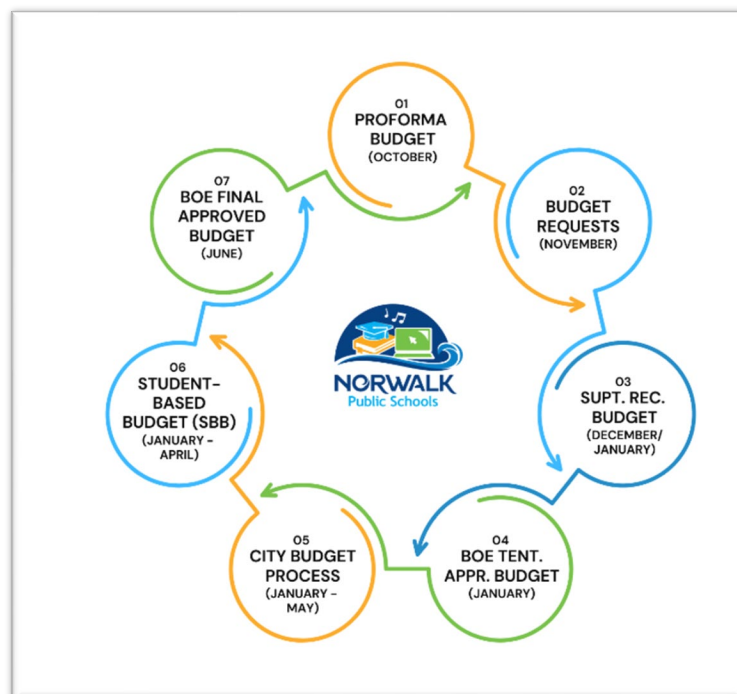 01
PROFORMA
BUDGET
(OCTOBER)
02
BUDGET
REQUESTS
(NOVEMBER)
03
SUPT. REC.
BUDGET
(DECEMBER/
JANUARY)
04
BOE TENT.
APPR. BUDGET
(JANUARY)
05
CITY BUDGET
PROCESS
(JANUARY –
MAY)
06
STUDENT-
BASED
BUDGET (SBB)
(JANUARY –
APRIL)
07
BOE FINAL
APPROVED
BUDGET
(JUNE)
NORWALK
Public Schools